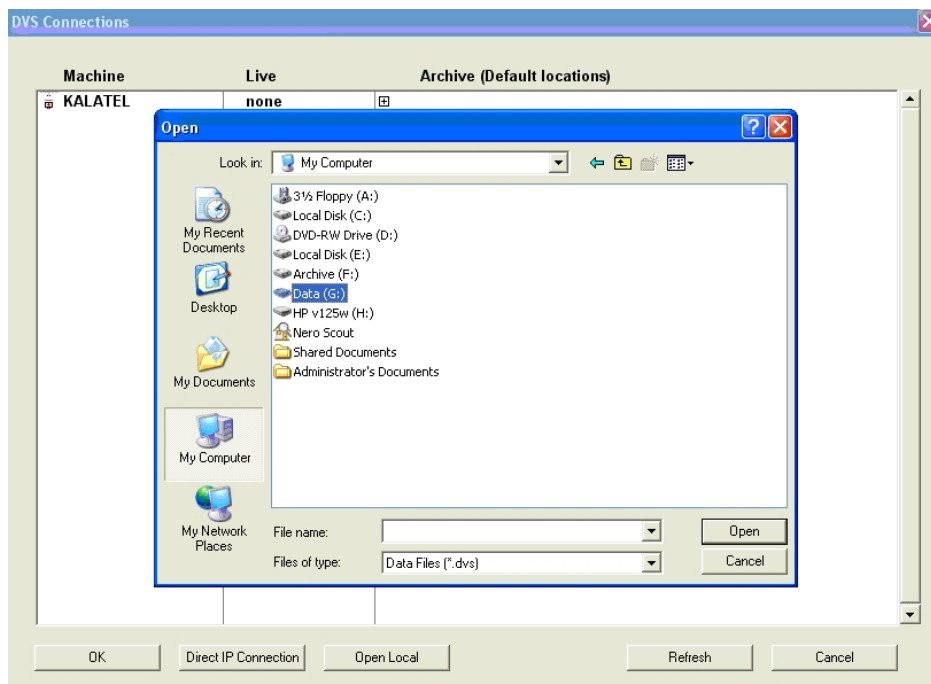 DVS Connections
Machine Live Archive (Default locations)
KALATEL none
Open
Look in: My Computer
3½ Floppy (A:)
Local Disk (C:)
DVD-RW Drive (D:)
Local Disk (E:)
Archive (F:)
Data (G:)
HP v125w (H:)
Nero Scout
Shared Documents
Administrator's Documents
My Recent
Documents
Desktop
My Documents
My Computer
My Network
Places
File name:
Open
Files of type: Data Files (*.dvs)
Cancel
OK Direct IP Connection Open Local Refresh Cancel